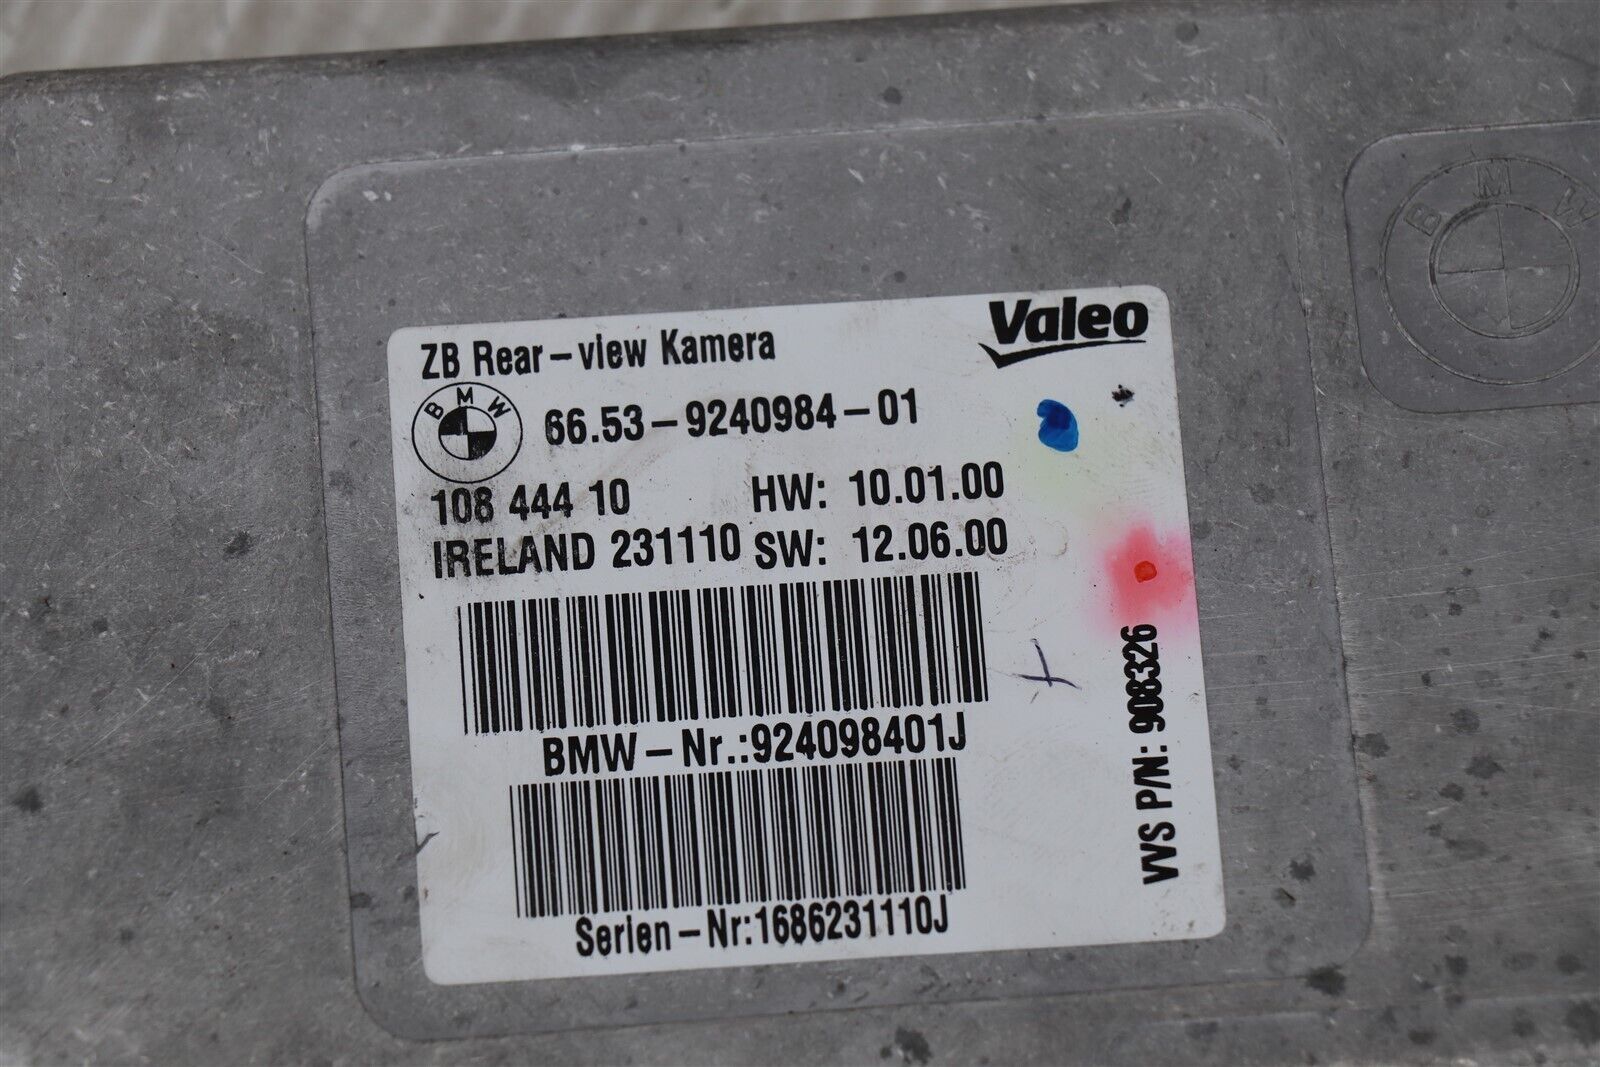 Valeo
ZB Rear-view Kamera
BMW
66.53-9240984-01
108 444 10 HW: 10.01.00
IRELAND 231110 SW: 12.06.00
BMW-Nr.:924098401J
Serien-Nr:1686231110J
VVS P/N: 908326
BMW